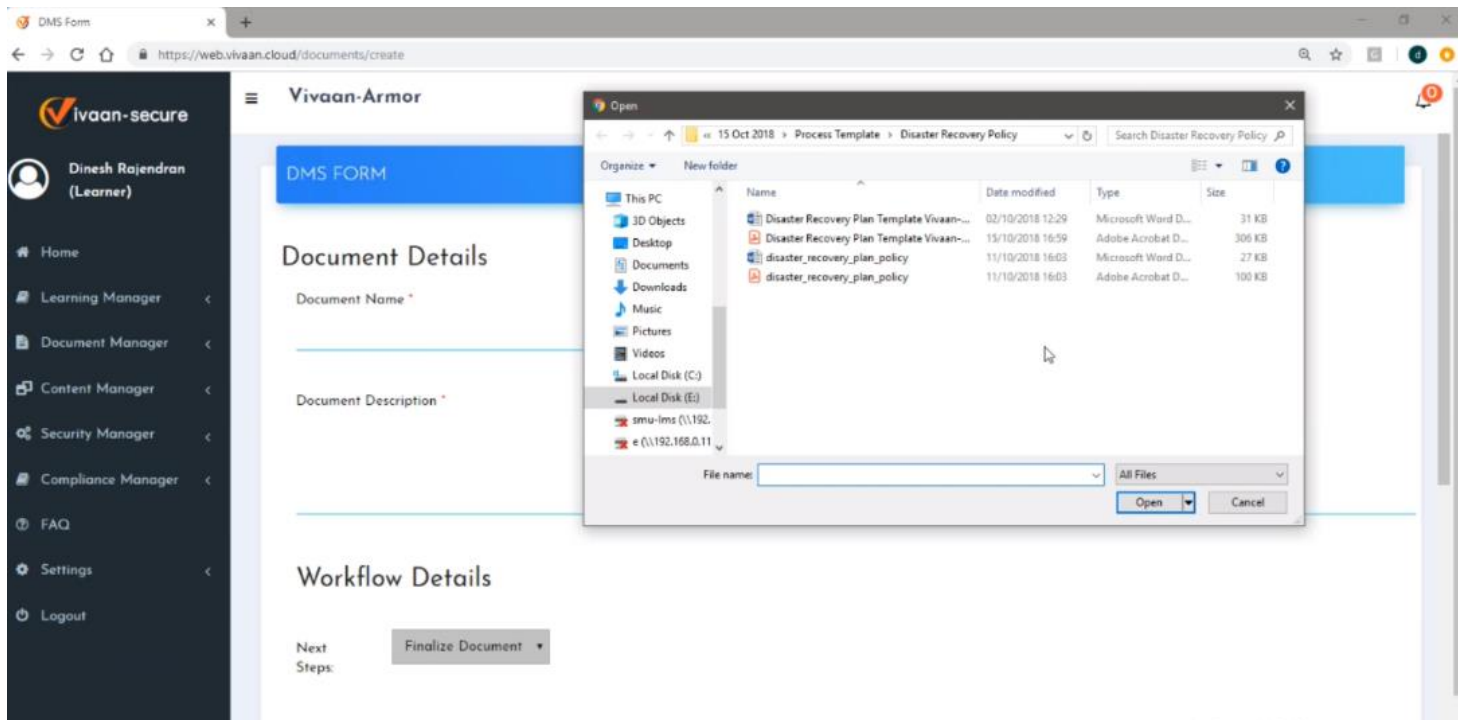 DMS Form
https://web.vivaan.cloud/documents/create
ivaan-secure
Dinesh Rajendran
(Learner)
Home
Learning Manager
Document Manager
Content Manager
Security Manager
Compliance Manager
FAQ
Settings
Logout
Vivaan-Armor
0
DMS FORM
Document Details
Document Name *
Document Description *
Workflow Details
Next
Steps:
Finalize Document
Open
« 15 Oct 2018 › Process Template › Disaster Recovery Policy
Search Disaster Recovery Policy
Organize
New folder
This PC
3D Objects
Desktop
Documents
Downloads
Music
Pictures
Videos
Local Disk (C:)
Local Disk (E:)
smu-lms (\\192.
e (\\192.168.0.11
Name Date modified Type Size
Disaster Recovery Plan Template Vivaan-... 02/10/2018 12:29 Microsoft Word D... 31 KB
Disaster Recovery Plan Template Vivaan-... 15/10/2018 16:59 Adobe Acrobat D... 306 KB
disaster_recovery_plan_policy 11/10/2018 16:03 Microsoft Word D... 27 KB
disaster_recovery_plan_policy 11/10/2018 16:03 Adobe Acrobat D... 100 KB
File name:
All Files
Open
Cancel